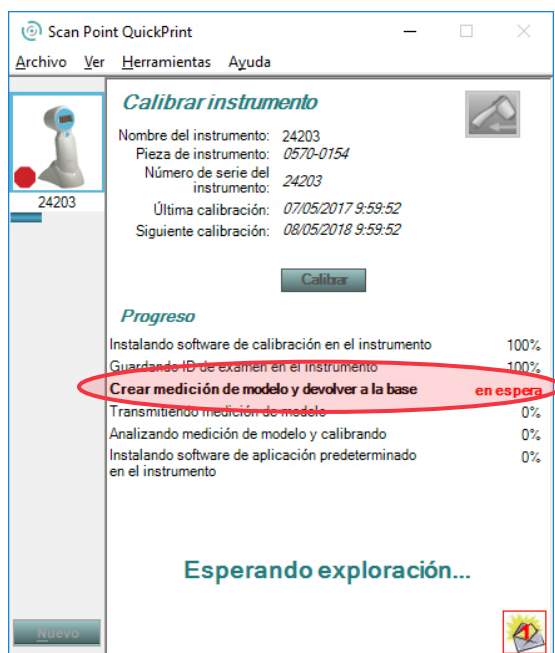 Scan Point QuickPrint
Archivo Ver Herramientas Ayuda
Calibrar instrumento
Nombre del instrumento: 24203
Pieza de instrumento: 0570-0154
Número de serie del
instrumento: 24203
Última calibración: 07/05/2017 9:59:52
Siguiente calibración: 08/05/2018 9:59:52
24203
Calibrar
Progreso
Instalando software de calibración en el instrumento 100%
Guardando ID de examen en el instrumento 100%
Crear medición de modelo y devolver a la base en espera
Transmitiendo medición de modelo 0%
Analizando medición de modelo y calibrando 0%
Instalando software de aplicación predeterminado 0%
en el instrumento
Esperando exploración...
Nuevo
1